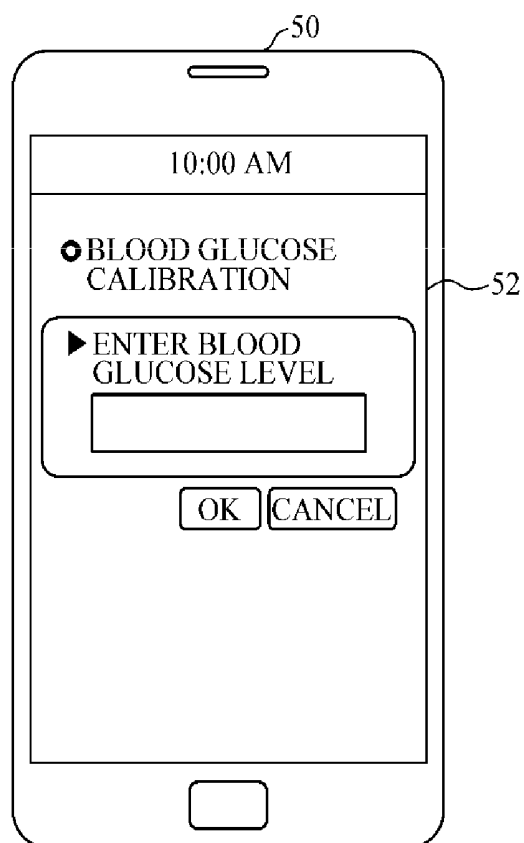 50
10:00 AM
BLOOD GLUCOSE
CALIBRATION
52
ENTER BLOOD
GLUCOSE LEVEL
OK CANCEL